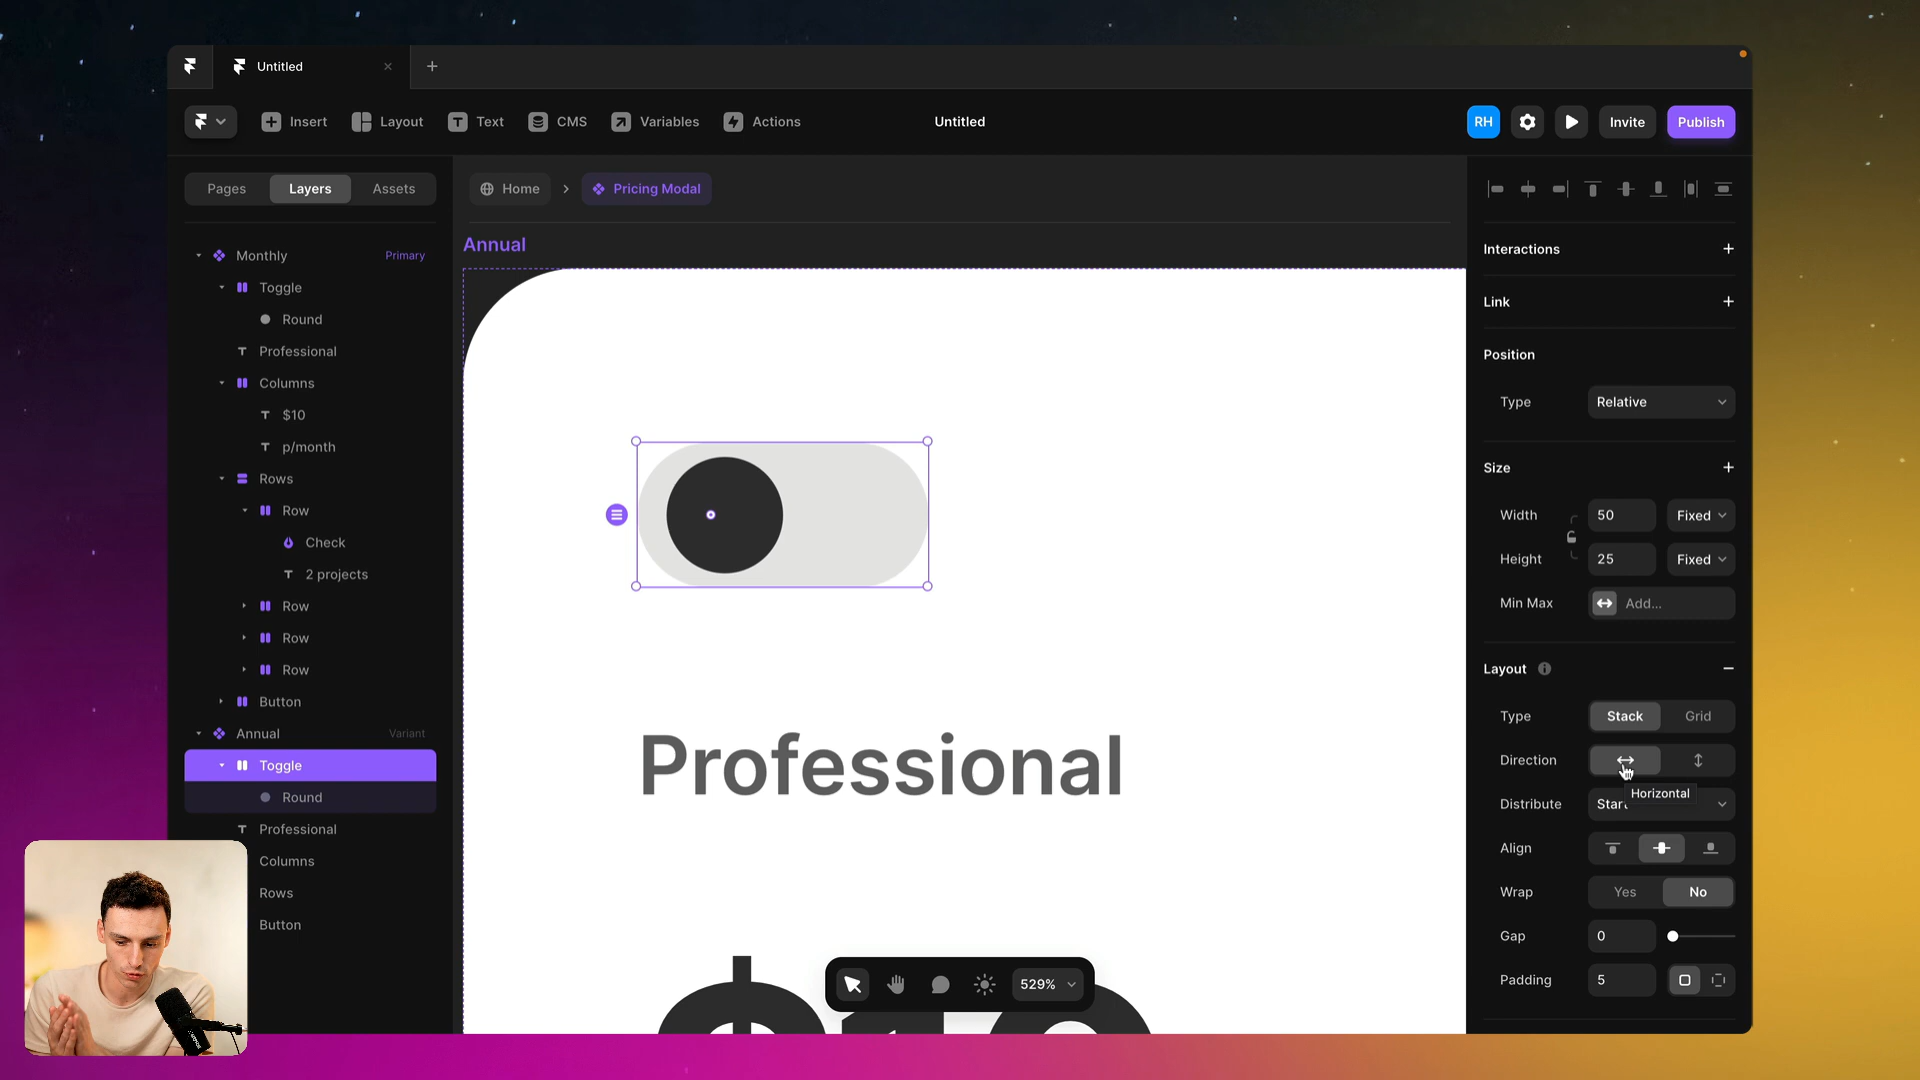 Untitled
Insert
Layout
Text
CMS
Variables
Actions
Untitled
RH
Invite
Publish
Pages
Layers
Assets
Monthly
Primary
Toggle
Round
Professional
Columns
$10
p/month
Rows
Row
Check
2 projects
Row
Row
Row
Button
Annual
Variant
Toggle
Round
Professional
Columns
Rows
Button
Home
Pricing Modal
Annual
Professional
$10
529%
Interactions
Link
Position
Type
Relative
Size
Width
50
Fixed
Height
25
Fixed
Min Max
Add...
Layout
Type
Stack
Grid
Direction
Horizontal
Distribute
Start
Align
Wrap
Yes
No
Gap
0
Padding
5